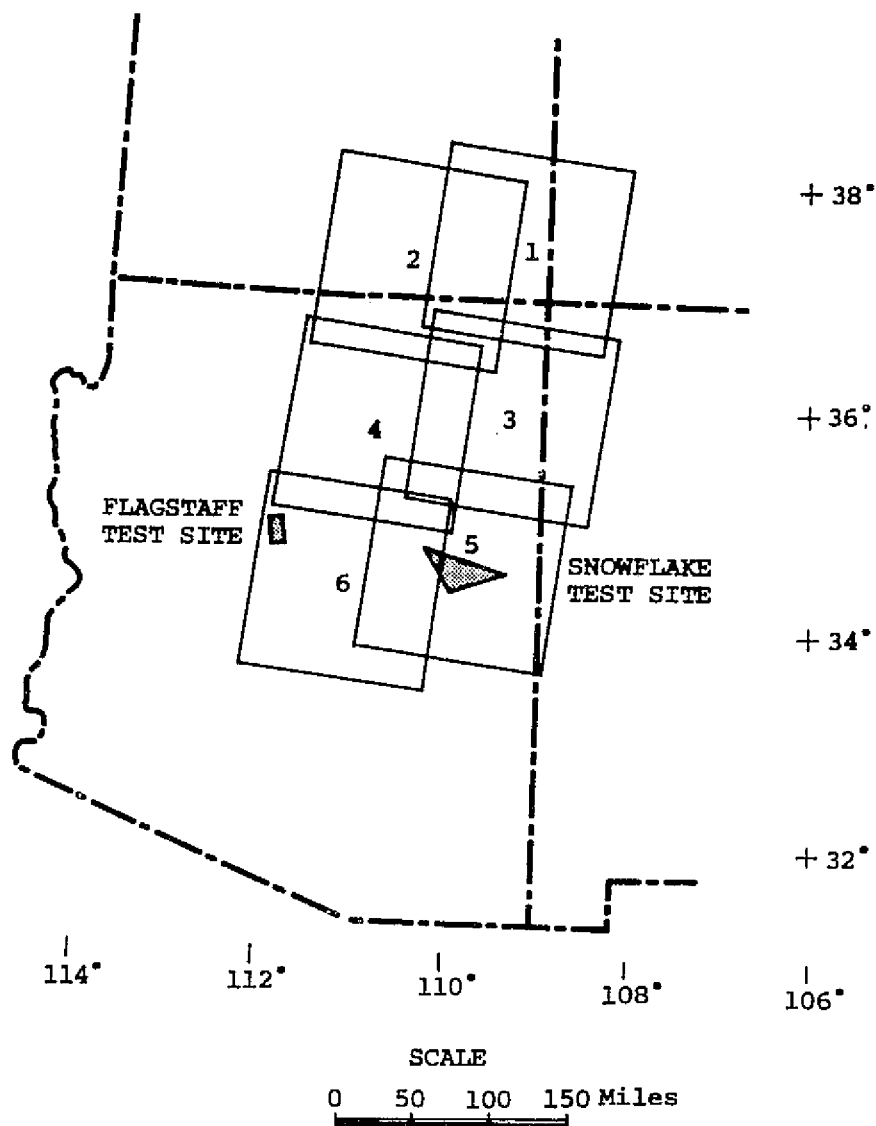 + 38°
1
2
+ 36°
3
4
FLAGSTAFF
TEST SITE
5
SNOWFLAKE
TEST SITE
6
+ 34°
+ 32°
114°
112°
110°
108°
106°
SCALE
0 50 100 150 Miles